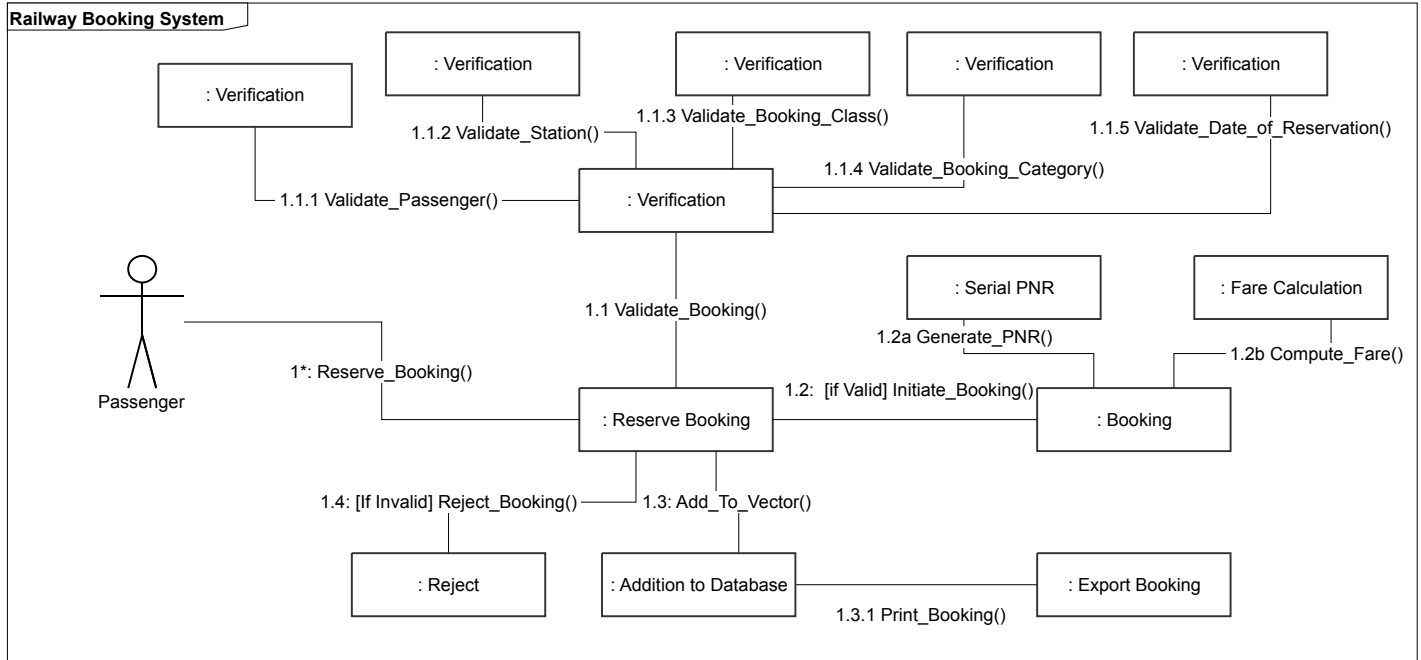 Railway Booking System
: Verification
: Verification
: Verification
: Verification
: Verification
1.1.2 Validate_Station()
1.1.3 Validate_Booking_Class()
1.1.5 Validate_Date_of_Reservation()
1.1.4 Validate_Booking_Category()
1.1.1 Validate_Passenger()
: Verification
1.1 Validate_Booking()
: Serial PNR
: Fare Calculation
1.2a Generate_PNR()
1.2b Compute_Fare()
1*: Reserve_Booking()
Passenger
1.2:  [if Valid] Initiate_Booking()
: Reserve Booking
: Booking
1.4: [If Invalid] Reject_Booking()
1.3: Add_To_Vector()
: Reject
: Addition to Database
: Export Booking
1.3.1 Print_Booking()